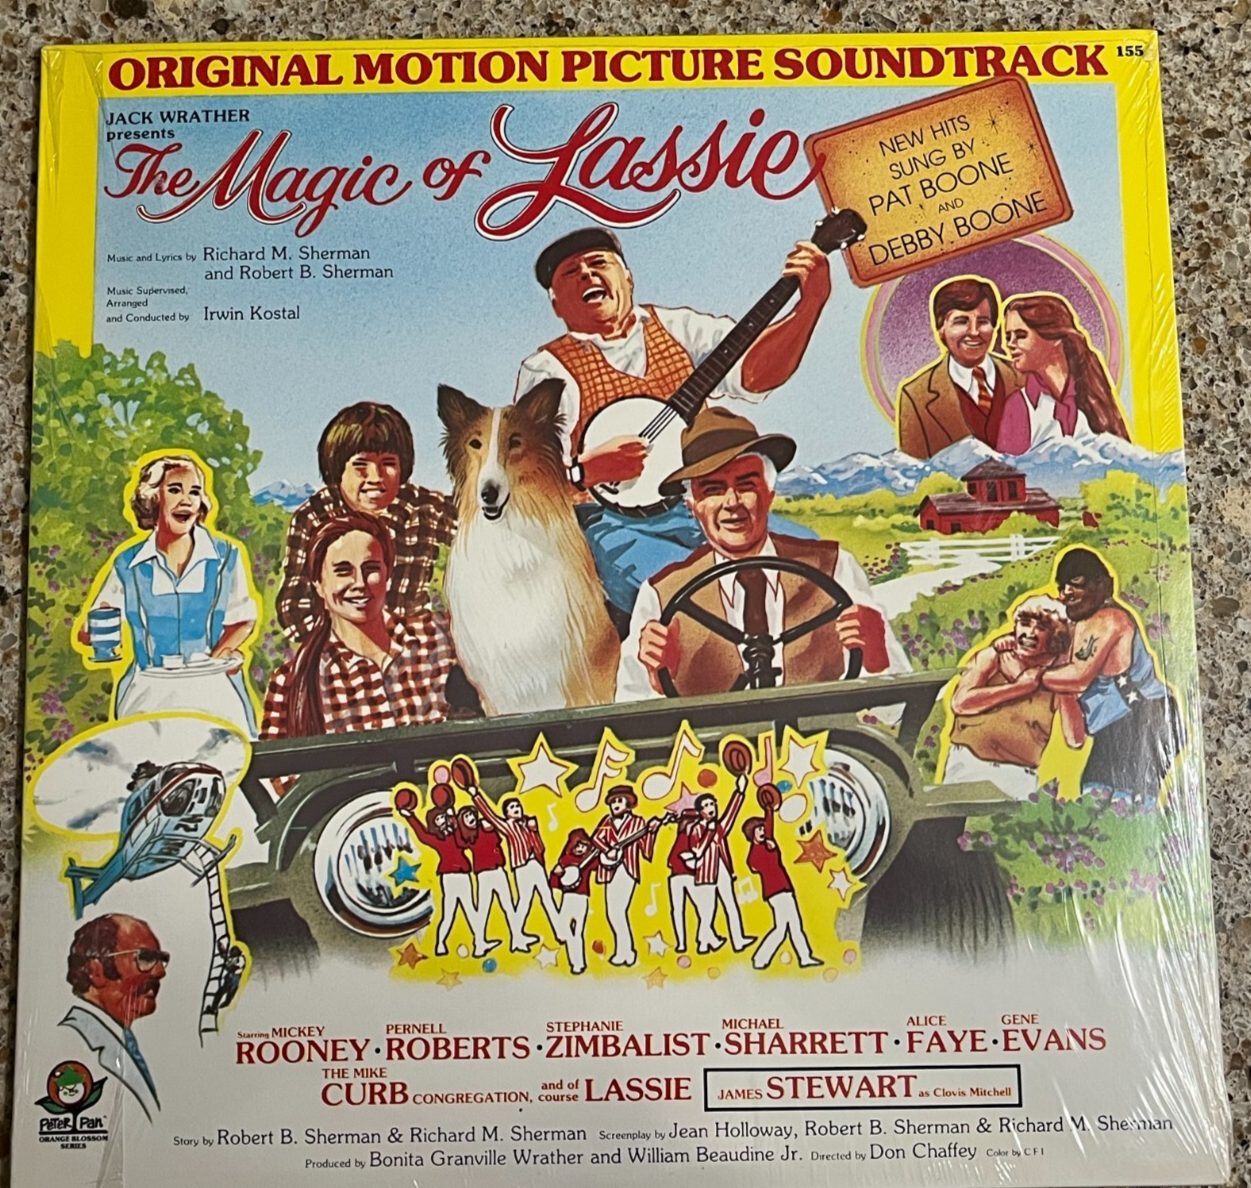 ORIGINAL MOTION PICTURE SOUNDTRACK 155
JACK WRATHER
presents
The Magic of Lassie
NEW HITS
SUNG BY
PAT BOONE
AND
DEBBY BOONE
Music and Lyrics by Richard M. Sherman
and Robert B. Sherman
Music Supervised,
Arranged
and Conducted by Irwin Kostal
Starring MICKEY ROONEY · PERNELL ROBERTS · STEPHANIE ZIMBALIST · MICHAEL SHARRETT · ALICE FAYE · GENE EVANS
THE MIKE CURB CONGREGATION, and of course LASSIE JAMES STEWART as Clovis Mitchell
Peter Pan
ORANGE BLOSSOM
SERIES
Story by Robert B. Sherman & Richard M. Sherman Screenplay by Jean Holloway, Robert B. Sherman & Richard M. Sherman
Produced by Bonita Granville Wrather and William Beaudine Jr. Directed by Don Chaffey Color by CFI